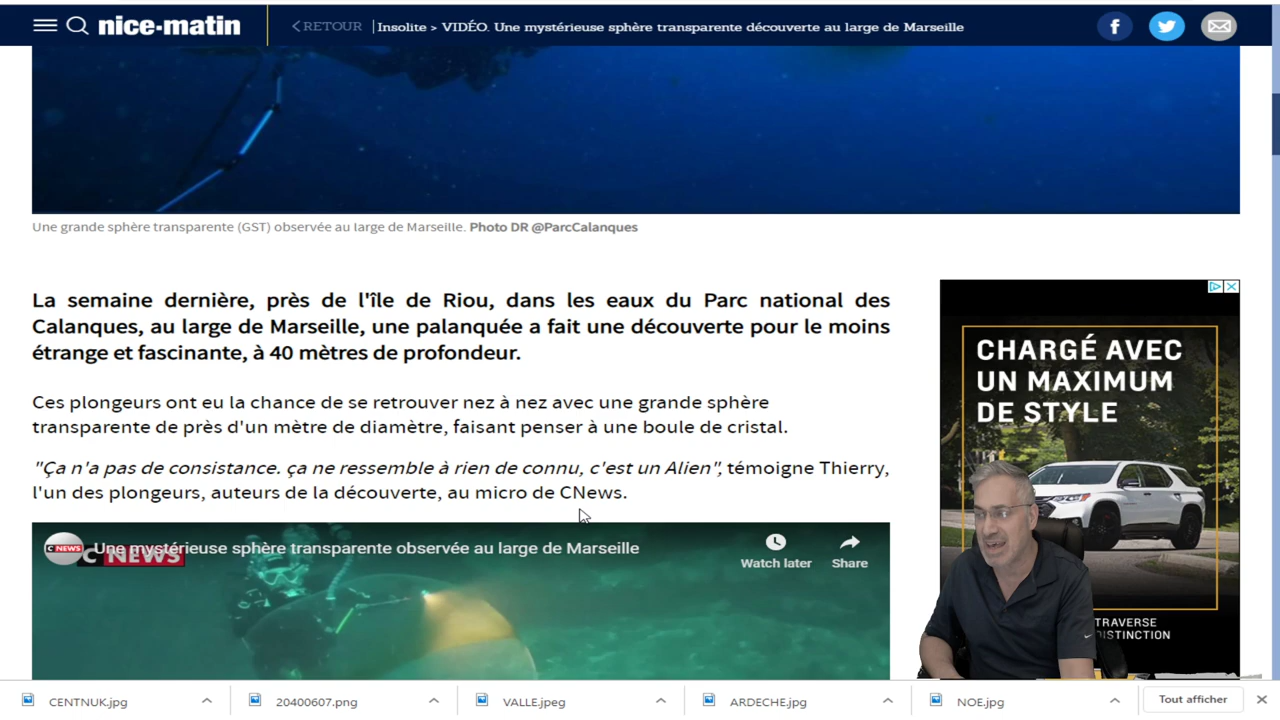 nice-matin
RETOUR
Insolite > VIDÉO. Une mystérieuse sphère transparente découverte au large de Marseille
Une grande sphère transparente (GST) observée au large de Marseille. Photo DR @ParcCalanques
La semaine dernière, près de l'île de Riou, dans les eaux du Parc national des
Calanques, au large de Marseille, une palanquée a fait une découverte pour le moins
étrange et fascinante, à 40 mètres de profondeur.
Ces plongeurs ont eu la chance de se retrouver nez à nez avec une grande sphère
transparente de près d'un mètre de diamètre, faisant penser à une boule de cristal.
"Ça n'a pas de consistance. ça ne ressemble à rien de connu, c'est un Alien", témoigne Thierry,
l'un des plongeurs, auteurs de la découverte, au micro de CNews.
C NEWS
Une mystérieuse sphère transparente observée au large de Marseille
C NEWS
Watch later
Share
CHARGÉ AVEC
UN MAXIMUM
DE STYLE
TRAVERSE
DISTINCTION
CENTNUK.jpg
20400607.png
VALLE.jpeg
ARDECHE.jpg
NOE.jpg
Tout afficher